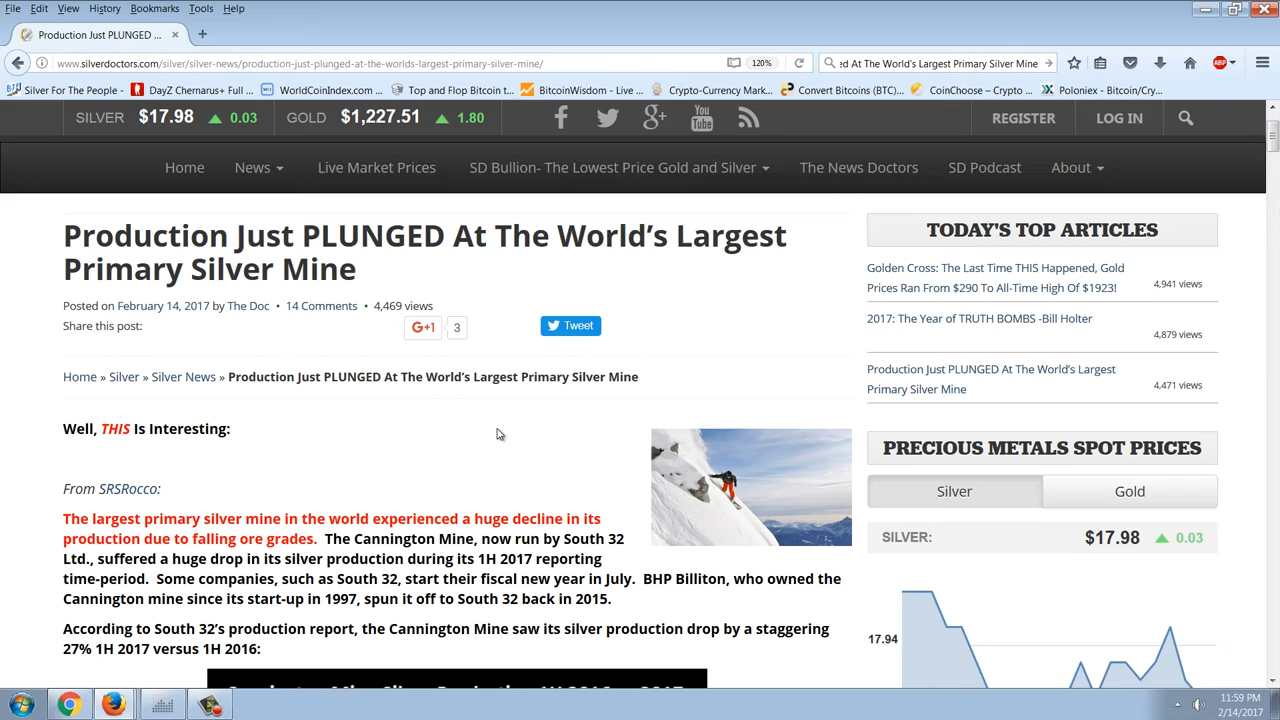 File Edit View History Bookmarks Tools Help
Production Just PLUNGED ... × +
www.silverdoctors.com/silver/silver-news/production-just-plunged-at-the-worlds-largest-primary-silver-mine/ 120% :d At The World's Largest Primary Silver Mine ABP
Silver For The People - DayZ Chernarus+ Full ... WorldCoinIndex.com ... Top and Flop Bitcoin t... BitcoinWisdom - Live ... Crypto-Currency Mark... Convert Bitcoins (BTC)... CoinChoose – Crypto ... Poloniex - Bitcoin/Cry...
SILVER $17.98 ▲ 0.03 GOLD $1,227.51 ▲ 1.80 You Tube REGISTER LOG IN
Home News Live Market Prices SD Bullion- The Lowest Price Gold and Silver The News Doctors SD Podcast About
Production Just PLUNGED At The World's Largest
Primary Silver Mine
Posted on February 14, 2017 by The Doc • 14 Comments • 4,469 views
Share this post: G+1 3 Tweet
Home » Silver » Silver News » Production Just PLUNGED At The World's Largest Primary Silver Mine
Well, THIS Is Interesting:
From SRSRocco:
The largest primary silver mine in the world experienced a huge decline in its
production due to falling ore grades. The Cannington Mine, now run by South 32
Ltd., suffered a huge drop in its silver production during its 1H 2017 reporting
time-period. Some companies, such as South 32, start their fiscal new year in July. BHP Billiton, who owned the
Cannington mine since its start-up in 1997, spun it off to South 32 back in 2015.
According to South 32's production report, the Cannington Mine saw its silver production drop by a staggering
27% 1H 2017 versus 1H 2016:
TODAY'S TOP ARTICLES
Golden Cross: The Last Time THIS Happened, Gold
Prices Ran From $290 To All-Time High Of $1923! 4,941 views
2017: The Year of TRUTH BOMBS -Bill Holter
4,879 views
Production Just PLUNGED At The World's Largest
Primary Silver Mine 4,471 views
PRECIOUS METALS SPOT PRICES
Silver Gold
SILVER: $17.98 ▲ 0.03
17.94
11:59 PM
2/14/2017